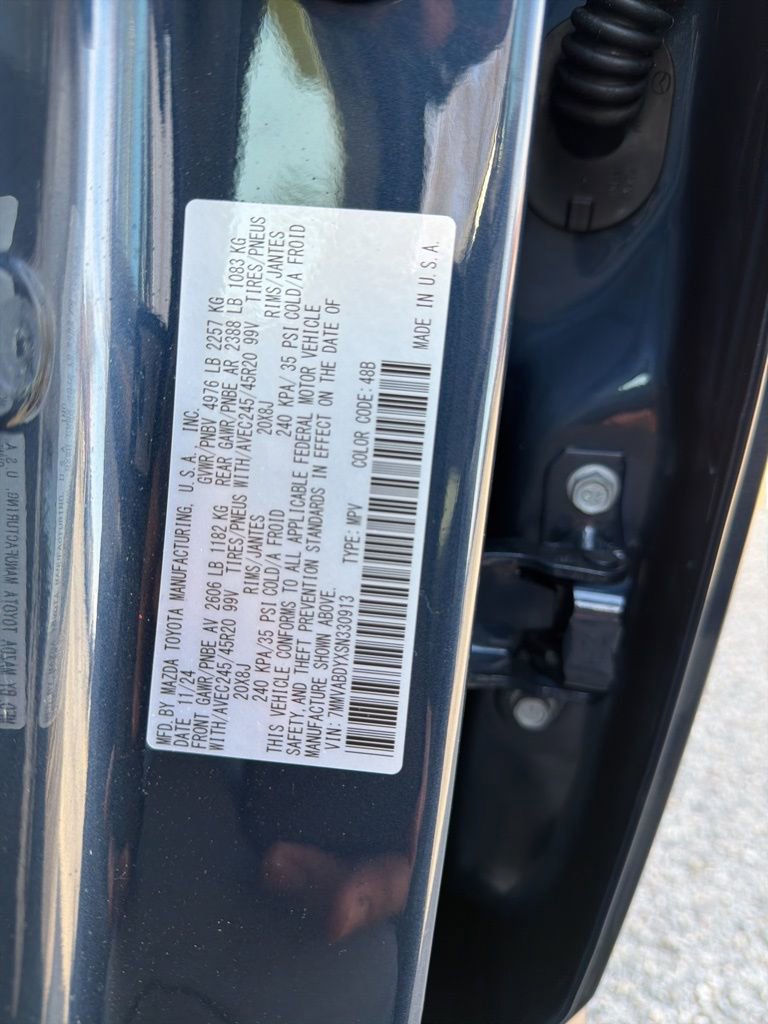 MFD. BY MAZDA TOYOTA MANUFACTURING, U.S.A. INC.
DATE 11/24 GVWR/PNBV 4976 LB 2257 KG
FRONT GAWR/PNBE AV 2606 LB 1182 KG REAR GAWR/PNBE AR 2388 LB 1083 KG
WITH/AVEC245/45R20 99V TIRES/PNEUS WITH/AVEC245/45R20 99V TIRES/PNEUS
20X8J RIMS/JANTES 20X8J RIMS/JANTES
240 KPA/35 PSI COLD/A FROID 240 KPA/ 35 PSI COLD/A FROID
THIS VEHICLE CONFORMS TO ALL APPLICABLE FEDERAL MOTOR VEHICLE
SAFETY AND THEFT PREVENTION STANDARDS IN EFFECT ON THE DATE OF
MANUFACTURE SHOWN ABOVE.
VIN: 7MMVABDYXSN330913 TYPE: MPV COLOR CODE: 48B
MADE IN U.S.A.